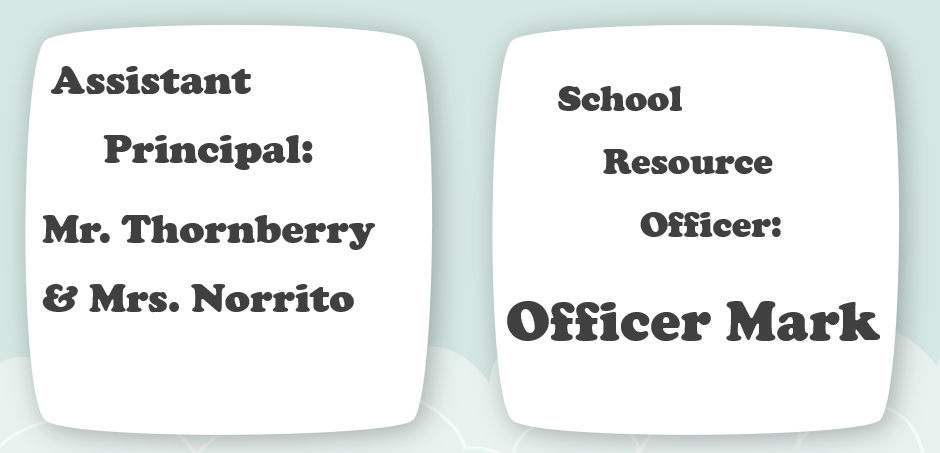 Assistant
Principal:
Mr. Thornberry
& Mrs. Norrito
School
Resource
Officer:
Officer Mark